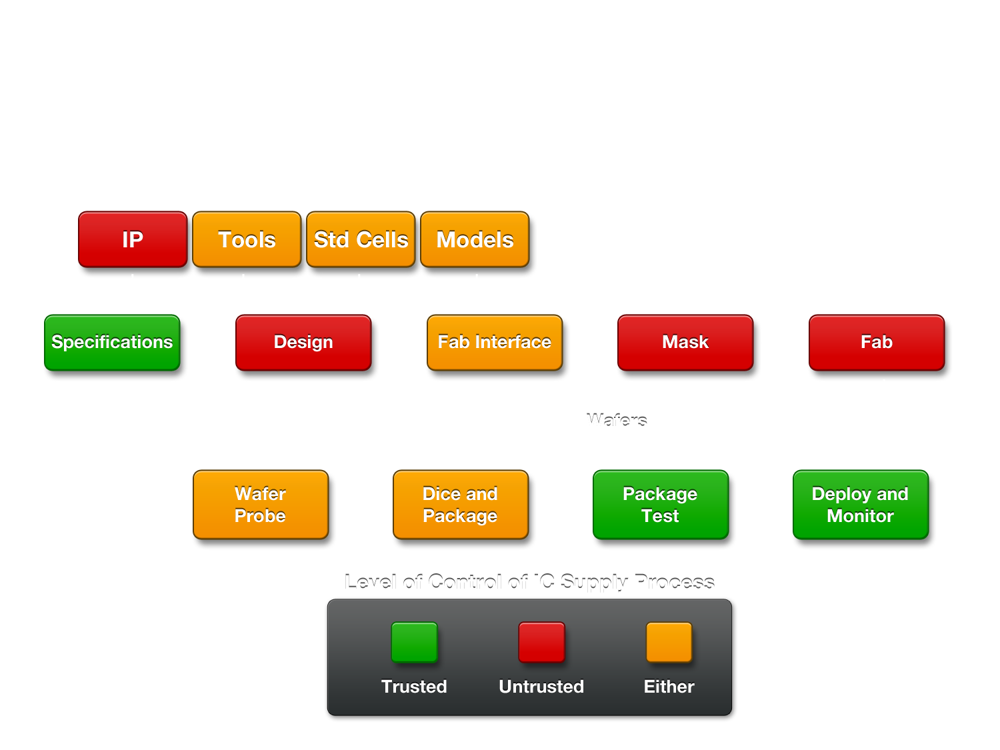 IP
Tools
Std Cells
Models
Specifications
Design
Fab Interface
Mask
Fab
Wafers
Wafer
Probe
Dice and
Package
Package
Test
Deploy and
Monitor
Level of Control of IC Supply Process
Trusted
Untrusted
Either